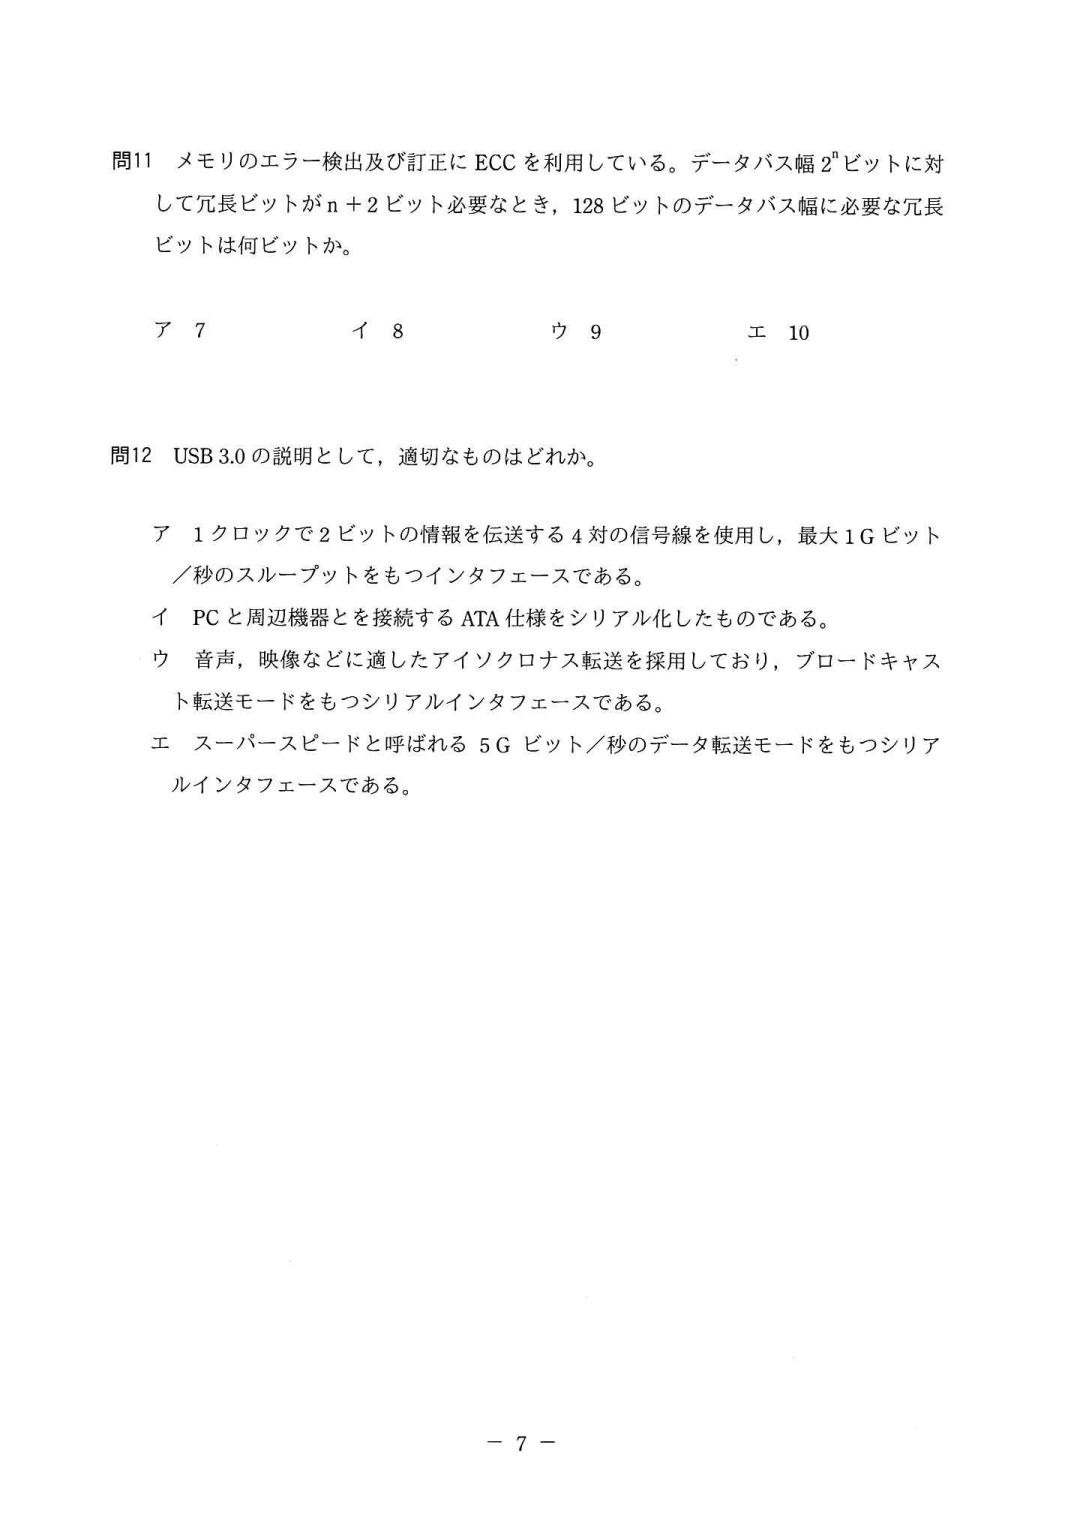 問11　メモリのエラー検出及び訂正に ECC を利用している。データバス幅 2ⁿビットに対
して冗長ビットが n＋2 ビット必要なとき，128 ビットのデータバス幅に必要な冗長
ビットは何ビットか。
ア　7　イ　8　ウ　9　エ　10
問12　USB 3.0 の説明として，適切なものはどれか。
ア　1 クロックで 2 ビットの情報を伝送する 4 対の信号線を使用し，最大 1 G ビット
／秒のスループットをもつインタフェースである。
イ　PC と周辺機器とを接続する ATA 仕様をシリアル化したものである。
ウ　音声，映像などに適したアイソクロナス転送を採用しており，ブロードキャス
ト転送モードをもつシリアルインタフェースである。
エ　スーパースピードと呼ばれる 5 G ビット／秒のデータ転送モードをもつシリア
ルインタフェースである。
－ 7 －